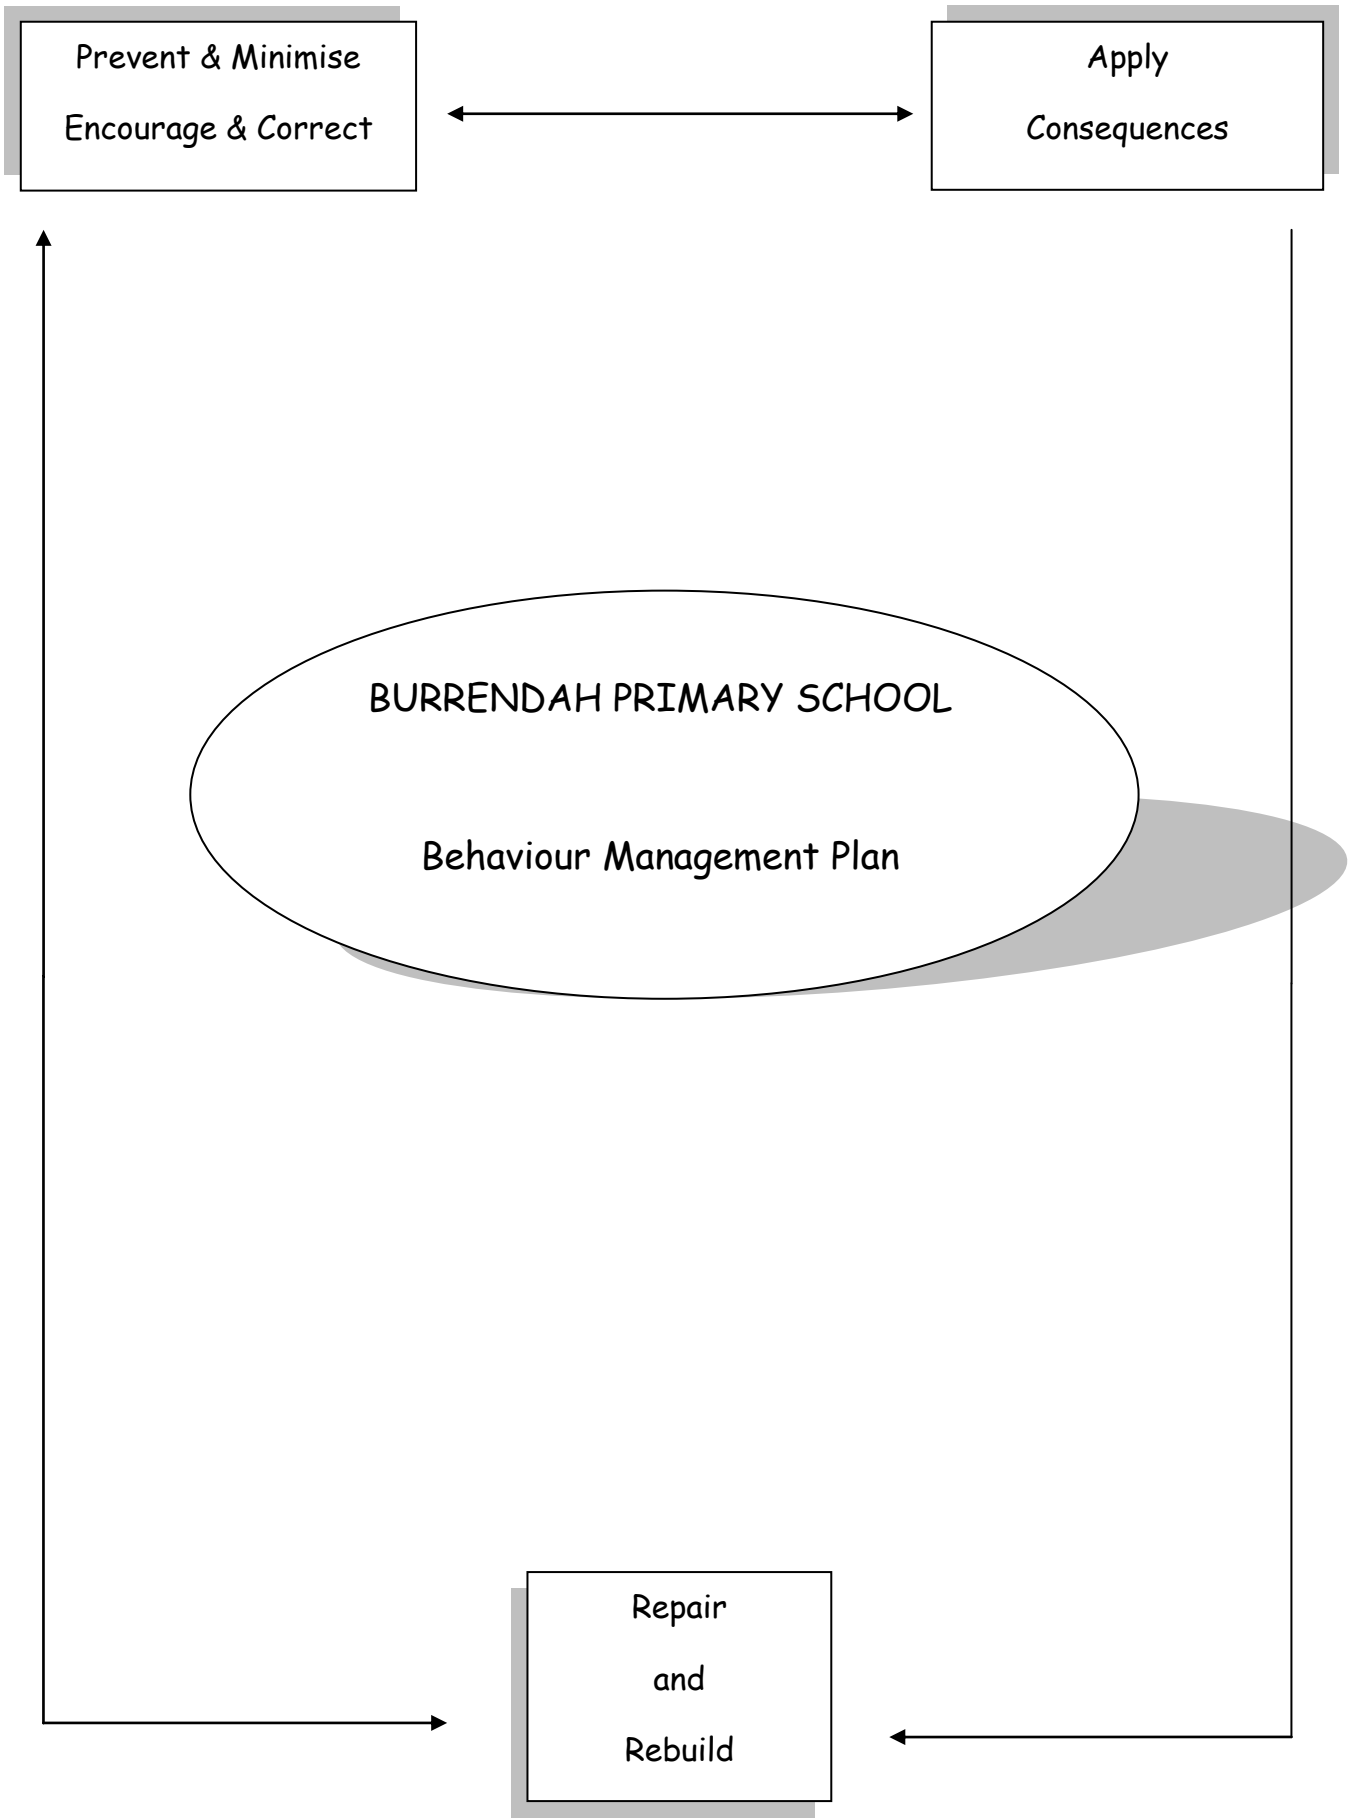 Prevent & Minimise
Encourage & Correct
Apply
Consequences
BURRENDAH PRIMARY SCHOOL
Behaviour Management Plan
Repair
and
Rebuild